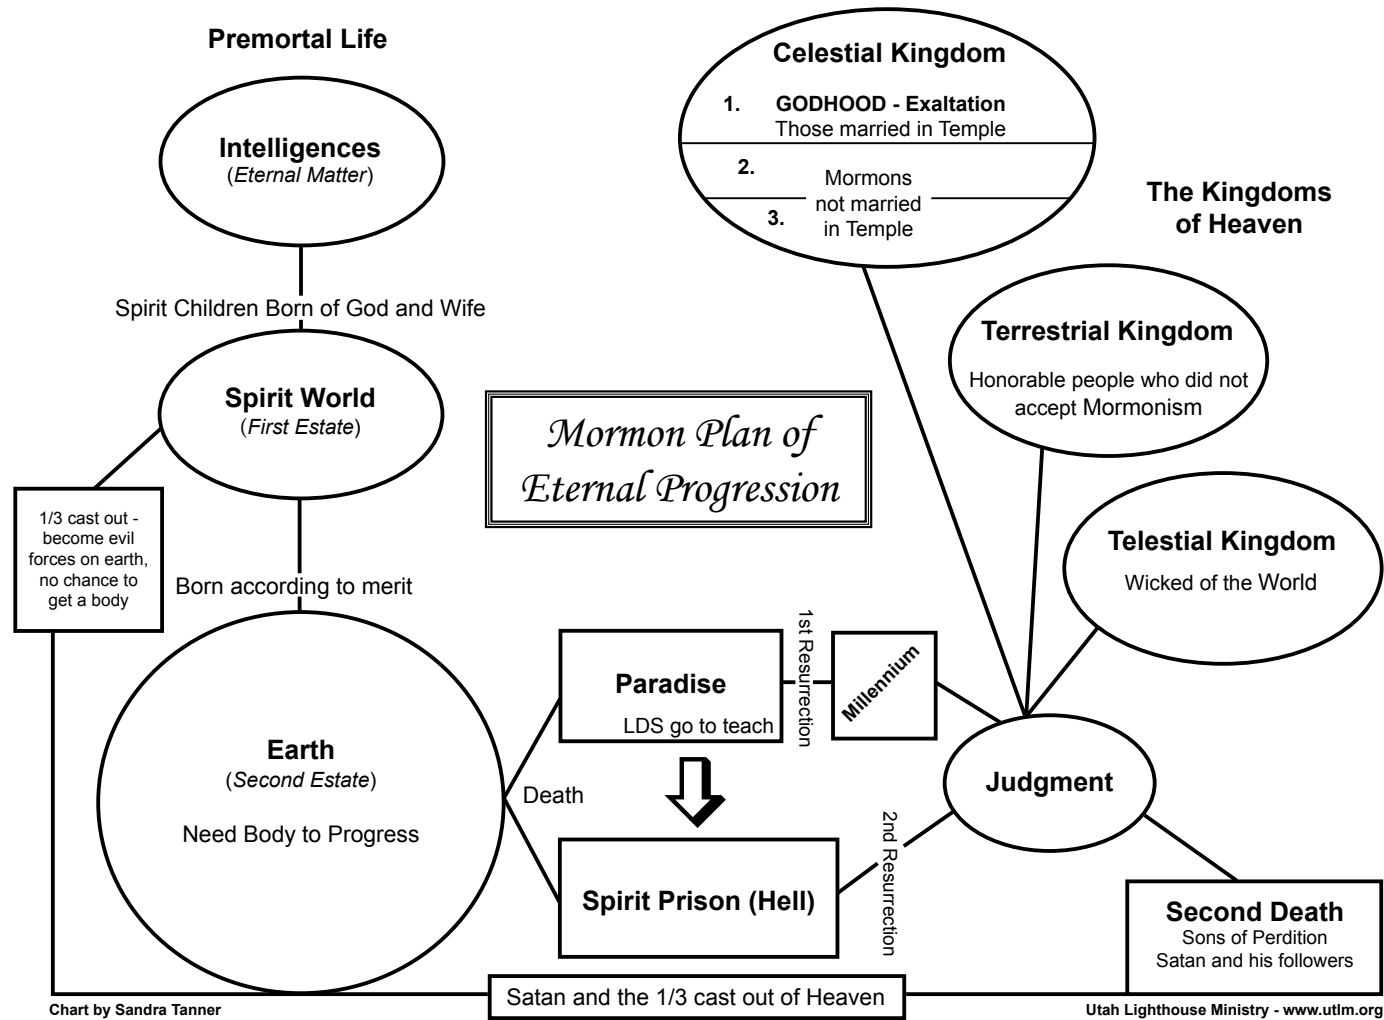 Premortal Life
Intelligences
(Eternal Matter)
Spirit Children Born of God and Wife
Spirit World
(First Estate)
1/3 cast out -
become evil
forces on earth,
no chance to
get a body
Born according to merit
Earth
(Second Estate)
Need Body to Progress
Mormon Plan of
Eternal Progression
Death
Paradise
LDS go to teach
Spirit Prison (Hell)
1st Resurrection
Millennium
2nd Resurrection
Judgment
Celestial Kingdom
1. GODHOOD - Exaltation
Those married in Temple
2.
Mormons
not married
3.
in Temple
The Kingdoms
of Heaven
Terrestrial Kingdom
Honorable people who did not
accept Mormonism
Telestial Kingdom
Wicked of the World
Second Death
Sons of Perdition
Satan and his followers
Satan and the 1/3 cast out of Heaven
Chart by Sandra Tanner
Utah Lighthouse Ministry - www.utlm.org